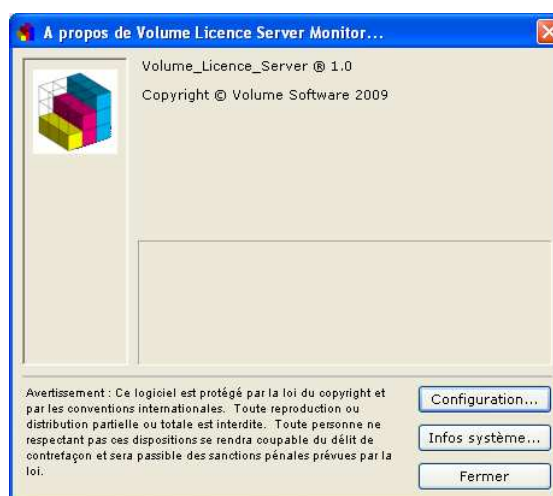 A propos de Volume Licence Server Monitor...
Volume_Licence_Server ® 1.0
Copyright © Volume Software 2009
Avertissement : Ce logiciel est protégé par la loi du copyright et
par les conventions internationales. Toute reproduction ou
distribution partielle ou totale est interdite. Toute personne ne
respectant pas ces dispositions se rendra coupable du délit de
contrefaçon et sera passible des sanctions pénales prévues par la
loi.
Configuration...
Infos système...
Fermer